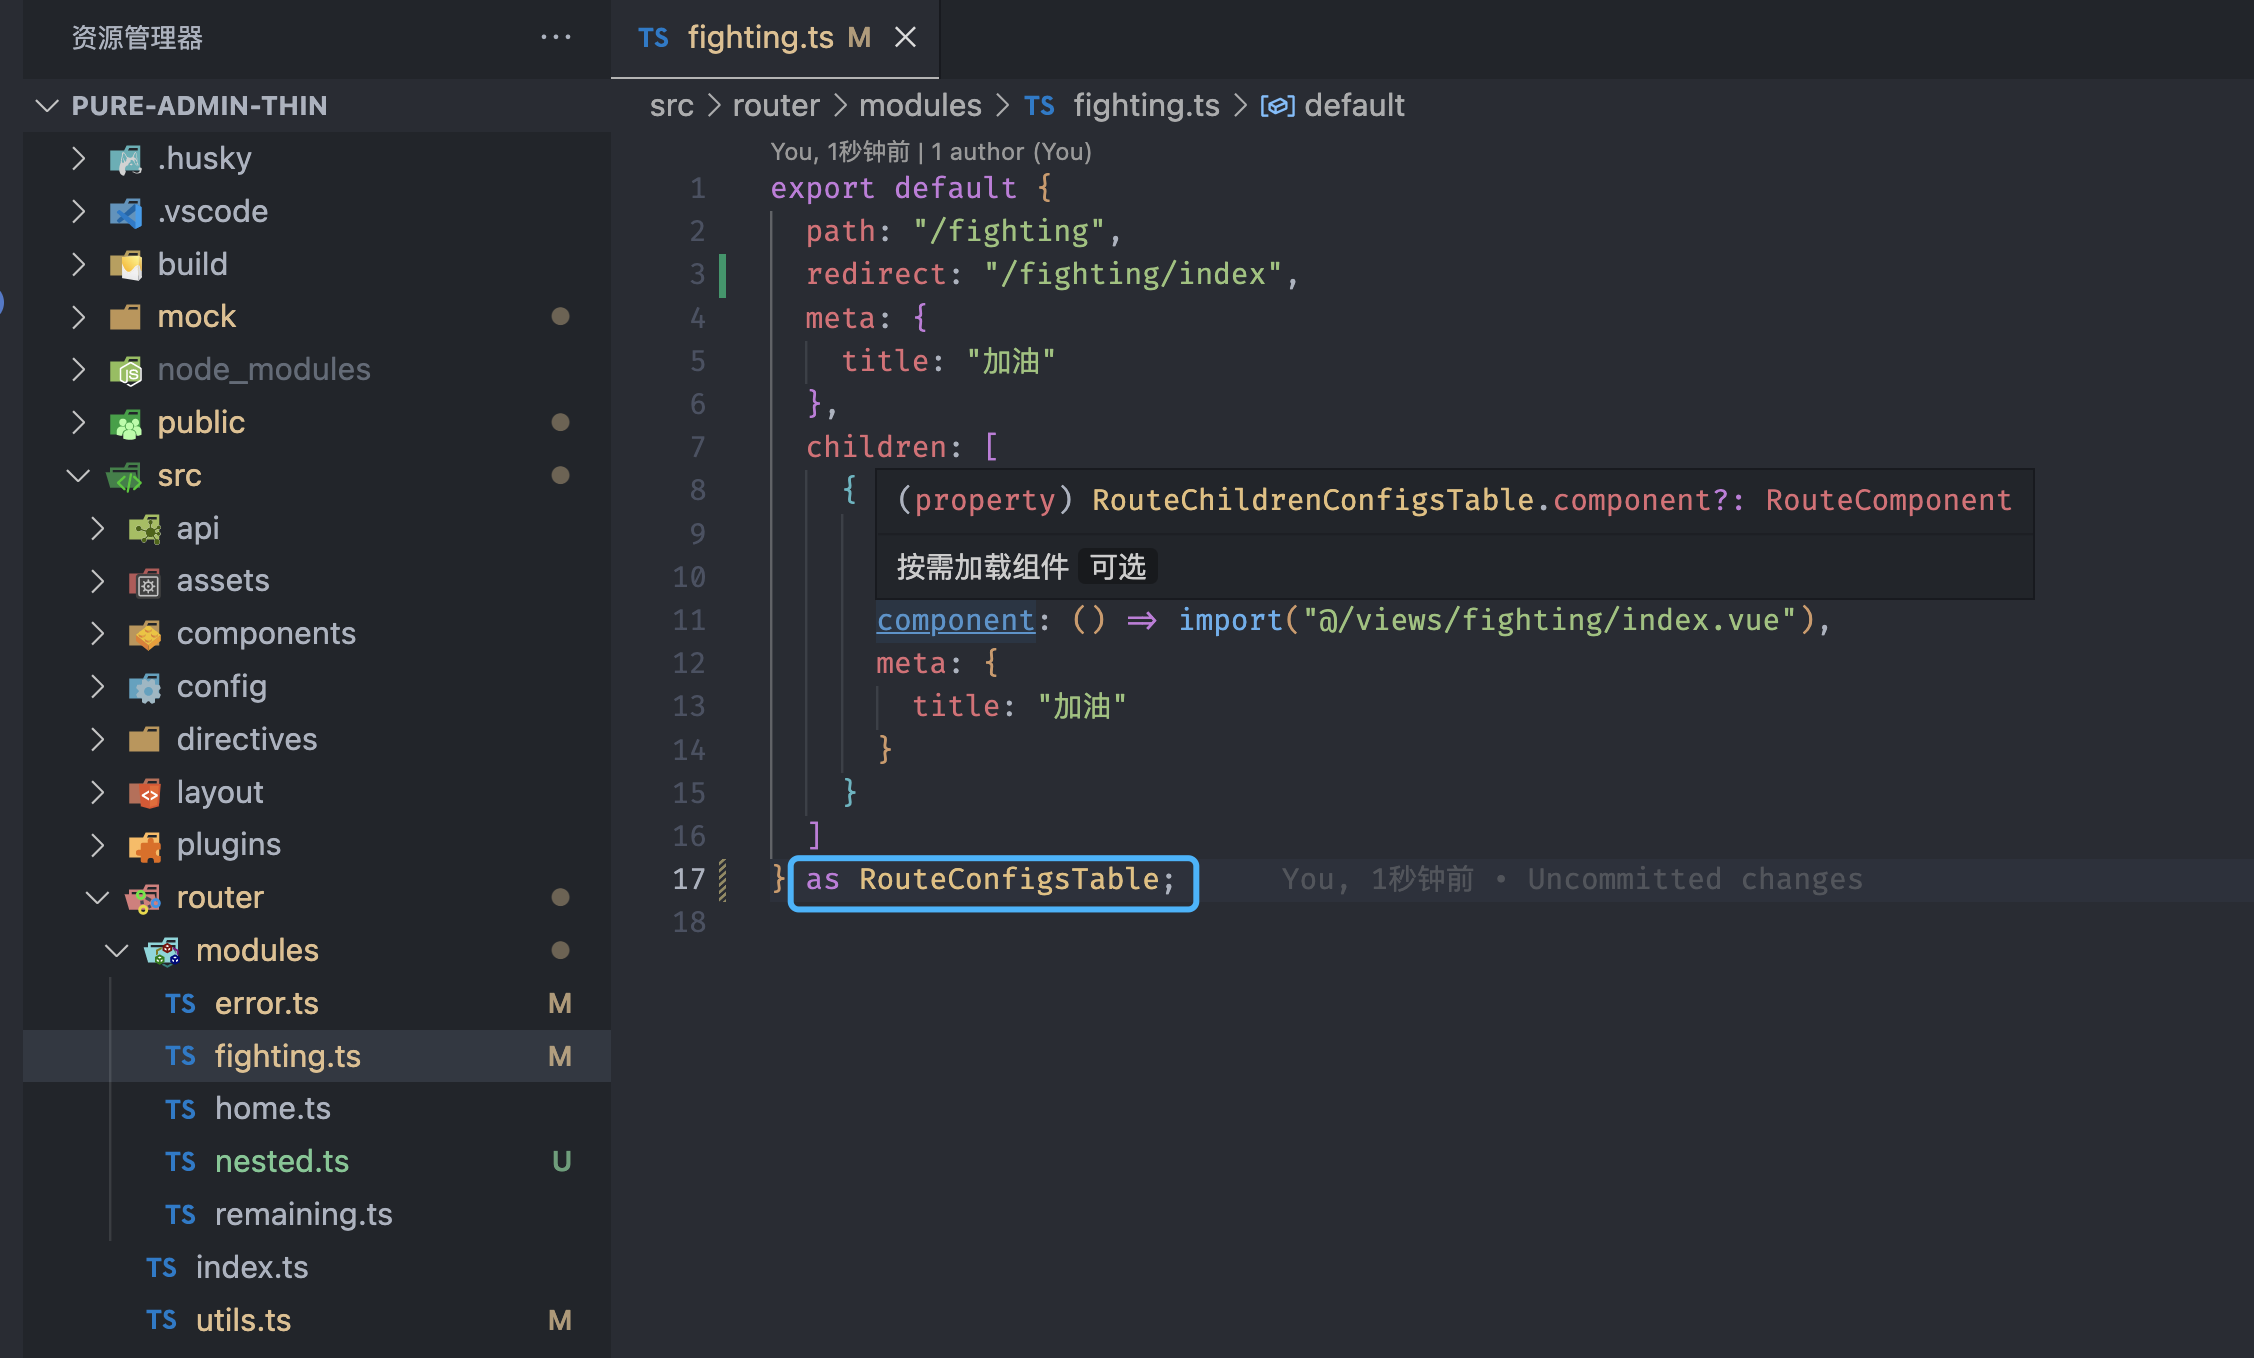 资源管理器
···
PURE-ADMIN-THIN
.husky
.vscode
build
mock
node_modules
public
src
api
assets
components
config
directives
layout
plugins
router
modules
TS error.ts M
TS fighting.ts M
TS home.ts
TS nested.ts U
TS remaining.ts
TS index.ts
TS utils.ts M
TS fighting.ts M
src > router > modules > TS fighting.ts > default
You, 1秒钟前 | 1 author (You)
1 export default {
2 path: "/fighting",
3 redirect: "/fighting/index",
4 meta: {
5 title: "加油"
6 },
7 children: [
8 {
(property) RouteChildrenConfigsTable.component?: RouteComponent
9
按需加载组件 可选
10
11 component: () => import("@/views/fighting/index.vue"),
12 meta: {
13 title: "加油"
14 }
15 }
16 ]
17 } as RouteConfigsTable; You, 1秒钟前 • Uncommitted changes
18